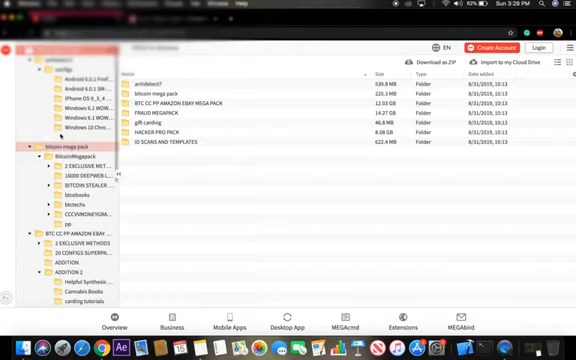 62%
Sun 3:28 PM
EN
Create Account
Login
Download as ZIP
Import to my Cloud Drive
Name
Size
Type
Date added
antidetect7
539.8 MB
Folder
8/31/2019, 10:13
bitcoin mega pack
225.3 MB
Folder
8/31/2019, 10:13
BTC CC PP AMAZON EBAY MEGA PACK
12.03 GB
Folder
8/31/2019, 10:13
FRAUD MEGAPACK
14.27 GB
Folder
8/31/2019, 10:13
gift carding
46.8 MB
Folder
8/31/2019, 10:13
HACKER PRO PACK
8.08 GB
Folder
8/31/2019, 10:13
ID SCANS AND TEMPLATES
622.4 MB
Folder
8/31/2019, 10:13
antidetect7
configs
Android 6.0.1 Firef...
Android 6.0.1 SM-...
iPhone OS 9_3_4 ...
Windows 6.1 WOW...
Windows 6.1 WOW...
Windows 10 Chro...
bitcoin mega pack
BitcoinMegapack
2 EXCLUSIVE MET...
16000 DEEPWEB L...
BITCOIN STEALER ...
btcebooks
btctechs
CCCVVMONEYGRA...
pp
BTC CC PP AMAZON EBAY ...
2 EXCLUSIVE METHODS
20 CONFIGS SUPERPA...
ADDITION
ADDITION 2
Helpful Synthesis ...
Cannabis Books
carding tutorials
Overview
Business
Mobile Apps
Desktop App
MEGAcmd
Extensions
MEGAbird